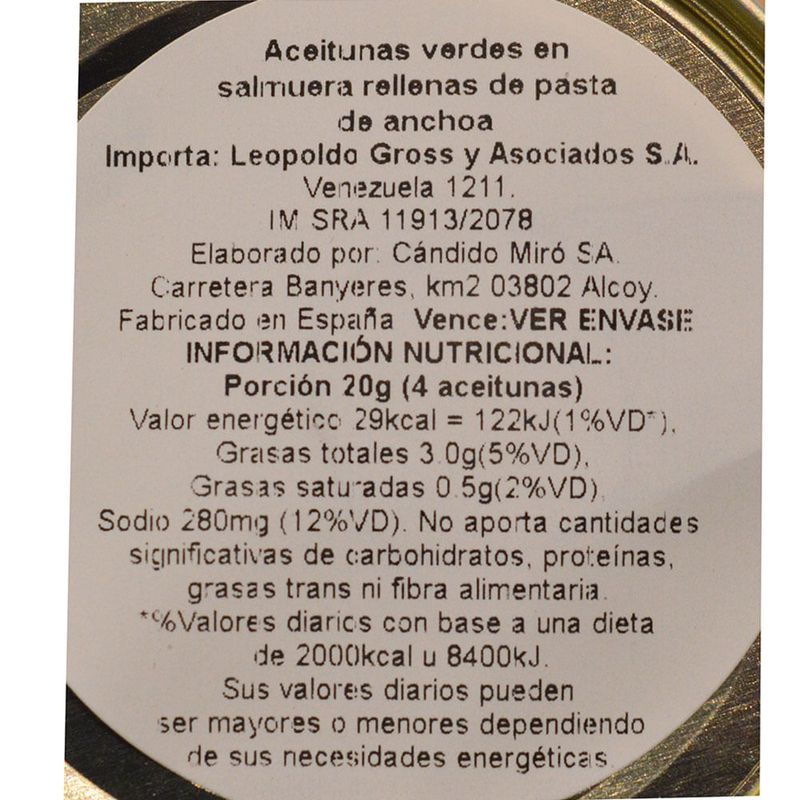 Aceitunas verdes en
salmuera rellenas de pasta
de anchoa
Importa: Leopoldo Gross y Asociados S.A.
Venezuela 1211.
IM SRA 11913/2078
Elaborado por: Cándido Miró SA.
Carretera Banyeres, km2 03802 Alcoy.
Fabricado en España Vence:VER ENVASE
INFORMACIÓN NUTRICIONAL:
Porción 20g (4 aceitunas)
Valor energético 29kcal = 122kJ(1%VD*),
Grasas totales 3.0g(5%VD),
Grasas saturadas 0.5g(2%VD)
Sodio 280mg (12%VD). No aporta cantidades
significativas de carbohidratos, proteínas,
grasas trans ni fibra alimentaria.
*%Valores diarios con base a una dieta
de 2000kcal u 8400kJ.
Sus valores diarios pueden
ser mayores o menores dependiendo
de sus necesidades energéticas.